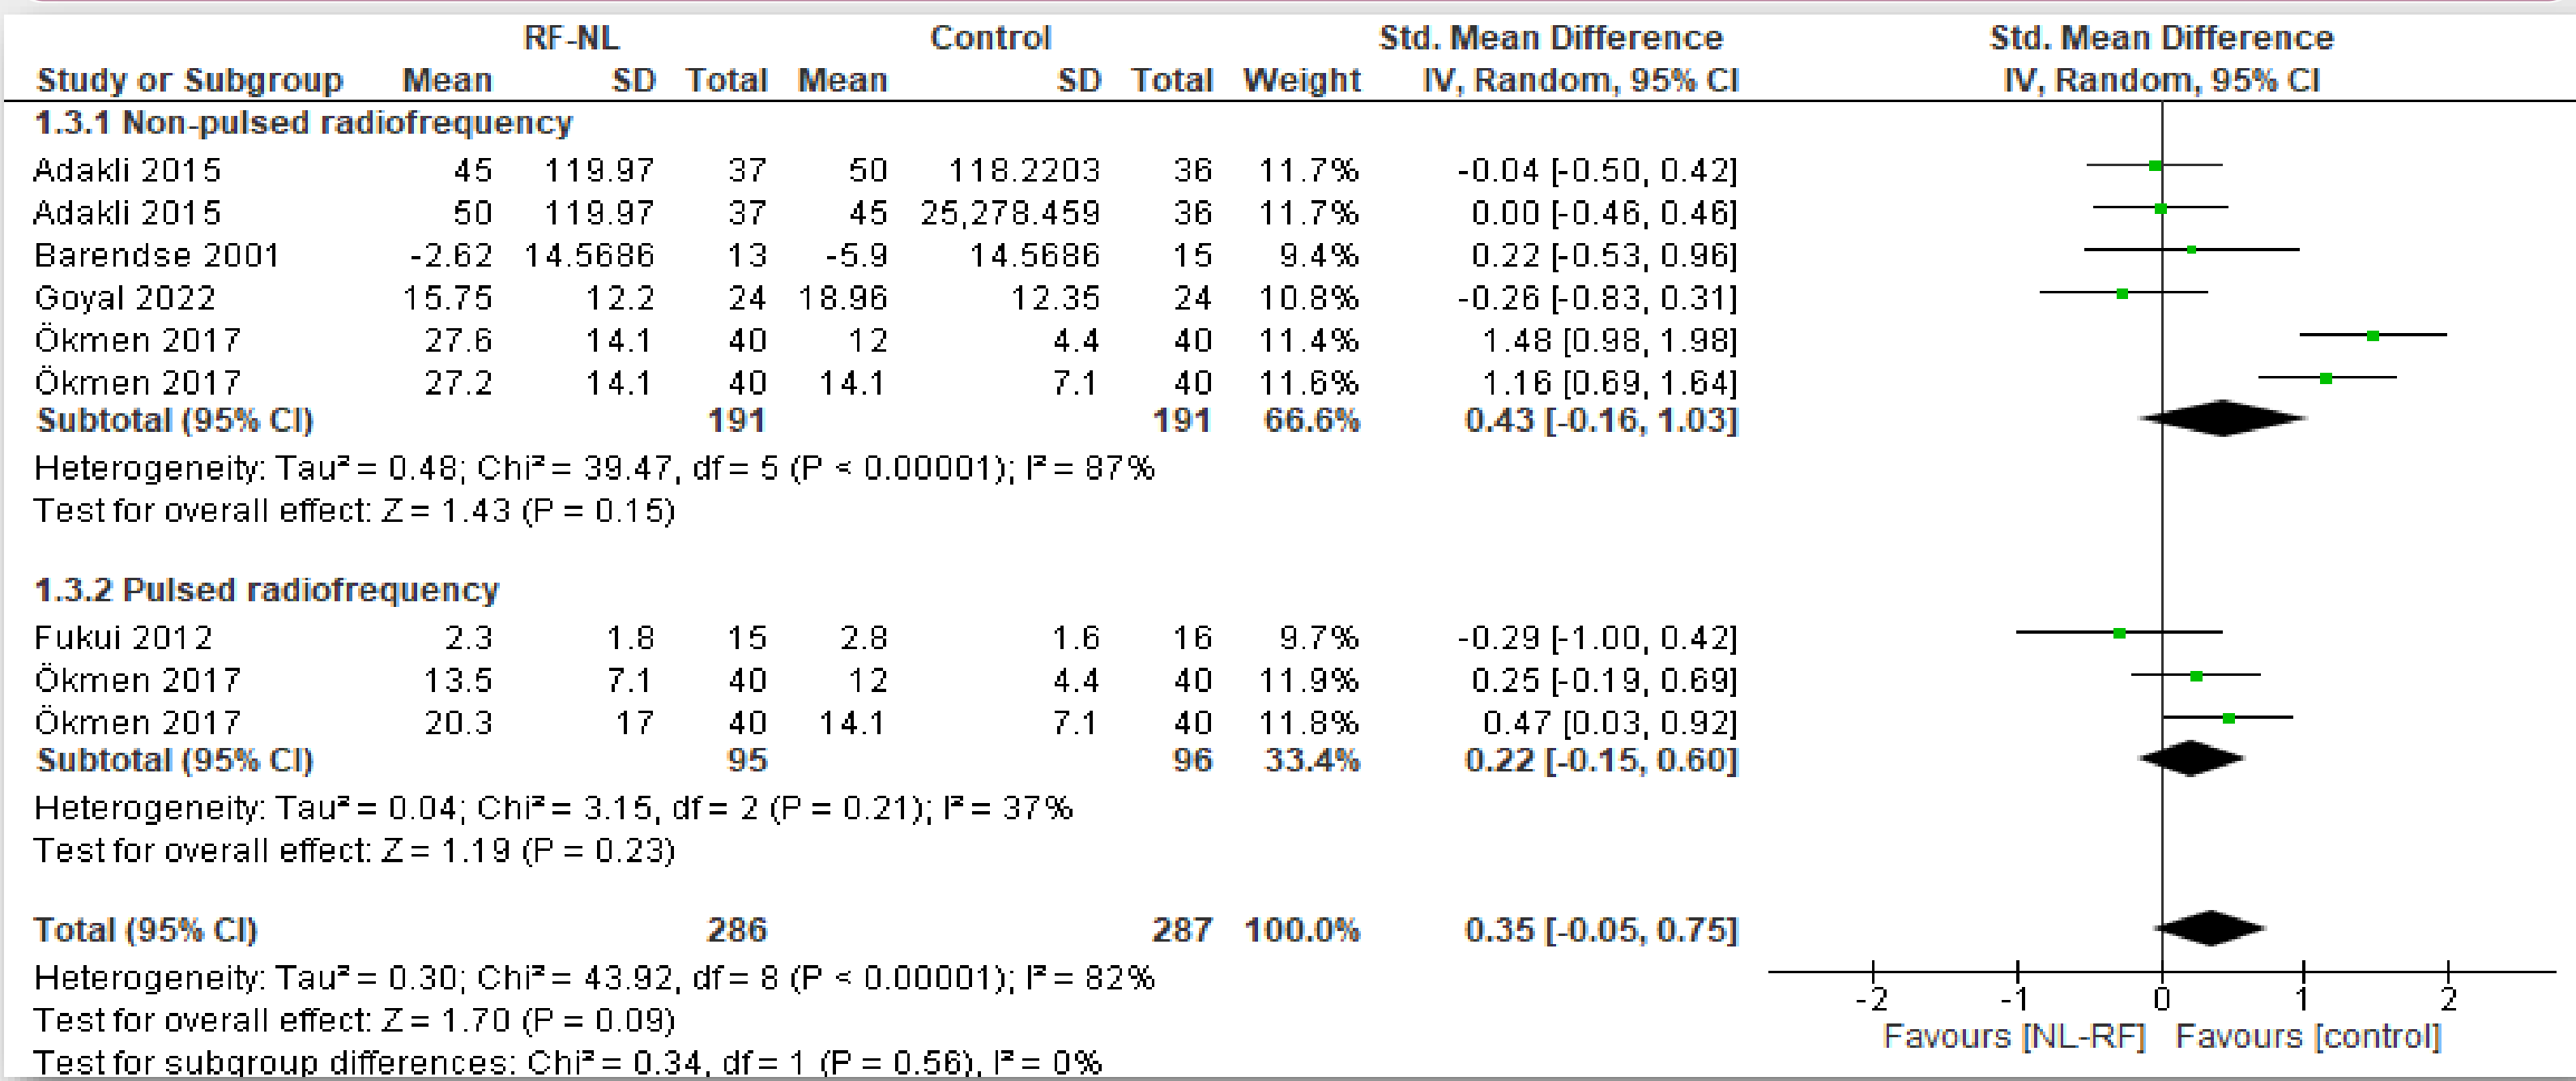 RF-NL Control Std. Mean Difference Std. Mean Difference
Study or Subgroup Mean SD Total Mean SD Total Weight IV, Random, 95% CI IV, Random, 95% CI
1.3.1 Non-pulsed radiofrequency
Adakli 2015 45 119.97 37 50 118.2203 36 11.7% -0.04 [-0.50, 0.42]
Adakli 2015 50 119.97 37 45 25,278.459 36 11.7% 0.00 [-0.46, 0.46]
Barendse 2001 -2.62 14.5686 13 -5.9 14.5686 15 9.4% 0.22 [-0.53, 0.96]
Goyal 2022 15.75 12.2 24 18.96 12.35 24 10.8% -0.26 [-0.83, 0.31]
Ökmen 2017 27.6 14.1 40 12 4.4 40 11.4% 1.48 [0.98, 1.98]
Ökmen 2017 27.2 14.1 40 14.1 7.1 40 11.6% 1.16 [0.69, 1.64]
Subtotal (95% CI) 191 191 66.6% 0.43 [-0.16, 1.03]
Heterogeneity: Tau² = 0.48; Chi² = 39.47, df = 5 (P < 0.00001); I² = 87%
Test for overall effect: Z = 1.43 (P = 0.15)
1.3.2 Pulsed radiofrequency
Fukui 2012 2.3 1.8 15 2.8 1.6 16 9.7% -0.29 [-1.00, 0.42]
Ökmen 2017 13.5 7.1 40 12 4.4 40 11.9% 0.25 [-0.19, 0.69]
Ökmen 2017 20.3 17 40 14.1 7.1 40 11.8% 0.47 [0.03, 0.92]
Subtotal (95% CI) 95 96 33.4% 0.22 [-0.15, 0.60]
Heterogeneity: Tau² = 0.04; Chi² = 3.15, df = 2 (P = 0.21); I² = 37%
Test for overall effect: Z = 1.19 (P = 0.23)
Total (95% CI) 286 287 100.0% 0.35 [-0.05, 0.75]
Heterogeneity: Tau² = 0.30; Chi² = 43.92, df = 8 (P < 0.00001); I² = 82%
Test for overall effect: Z = 1.70 (P = 0.09)
Test for subgroup differences: Chi² = 0.34, df = 1 (P = 0.56), I² = 0%
-2 -1 0 1 2
Favours [NL-RF] Favours [control]